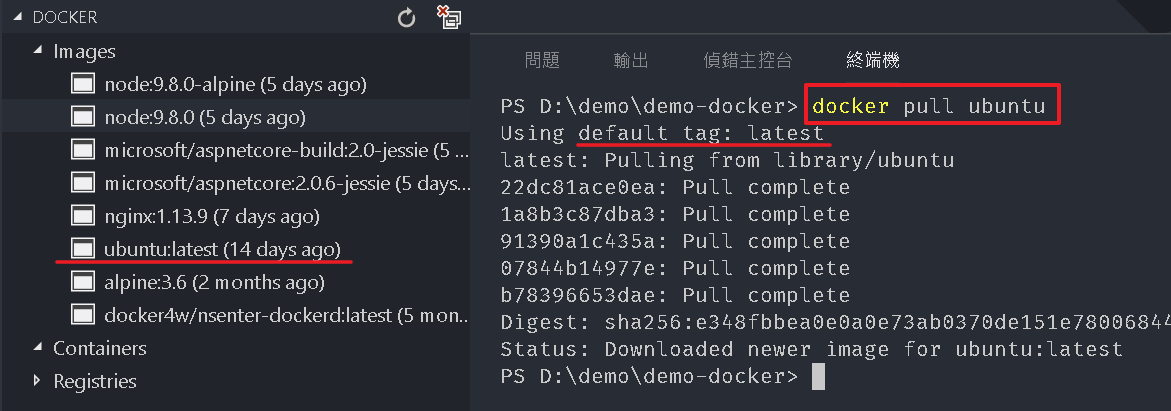 DOCKER
Images
node:9.8.0-alpine (5 days ago)
node:9.8.0 (5 days ago)
microsoft/aspnetcore-build:2.0-jessie (5 ...
microsoft/aspnetcore:2.0.6-jessie (5 days...
nginx:1.13.9 (7 days ago)
ubuntu:latest (14 days ago)
alpine:3.6 (2 months ago)
docker4w/nsenter-dockerd:latest (5 mon...
Containers
Registries
問題 輸出 偵錯主控台 終端機
PS D:\demo\demo-docker> docker pull ubuntu
Using default tag: latest
latest: Pulling from library/ubuntu
22dc81ace0ea: Pull complete
1a8b3c87dba3: Pull complete
91390a1c435a: Pull complete
07844b14977e: Pull complete
b78396653dae: Pull complete
Digest: sha256:e348fbbea0e0a0e73ab0370de151e78006844
Status: Downloaded newer image for ubuntu:latest
PS D:\demo\demo-docker>